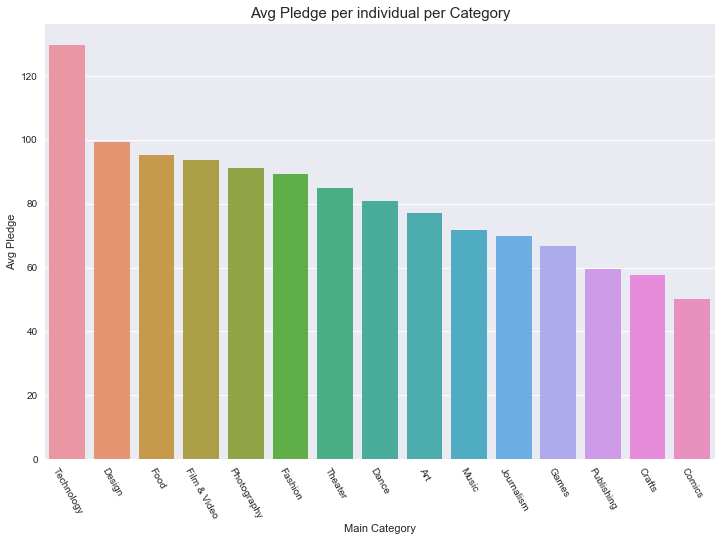 Avg Pledge per individual per Category
Avg Pledge
120
100
80
60
40
20
0
Technology
Design
Food
Film & Video
Photography
Fashion
Theater
Dance
Art
Music
Journalism
Games
Publishing
Crafts
Comics
Main Category